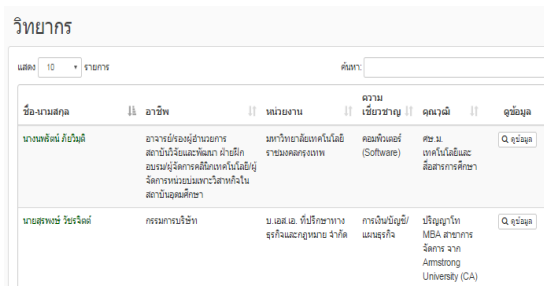 วิทยากร
แสดง 10 รายการ ค้นหา:
ความ
ชื่อ-นามสกุล อาชีพ หน่วยงาน เชี่ยวชาญ คุณวุฒิ ดูข้อมูล
นางนพรัตน์ ภัยวิมุติ อาจารย์/รองผู้อำนวยการ มหาวิทยาลัยเทคโนโลยี คอมพิวเตอร์ ศษ.ม. ดูข้อมูล
สถาบันวิจัยและพัฒนา ฝ่ายฝึก ราชมงคลกรุงเทพ (Software) เทคโนโลยีและ
อบรม/ผู้จัดการคลินิกเทคโนโลยี/ผู้ สื่อสารการศึกษา
จัดการหน่วยบ่มเพาะวิสาหกิจใน
สถาบันอุดมศึกษา
นายสุรพงษ์ วัชรจิตต์ กรรมการบริษัท บ.เอส.เอ. ที่ปรึกษาทาง การเงิน/บัญชี/ ปริญญาโท ดูข้อมูล
ธุรกิจและกฎหมาย จำกัด แผนธุรกิจ MBA สาขาการ
จัดการ จาก
Armstrong
University (CA)